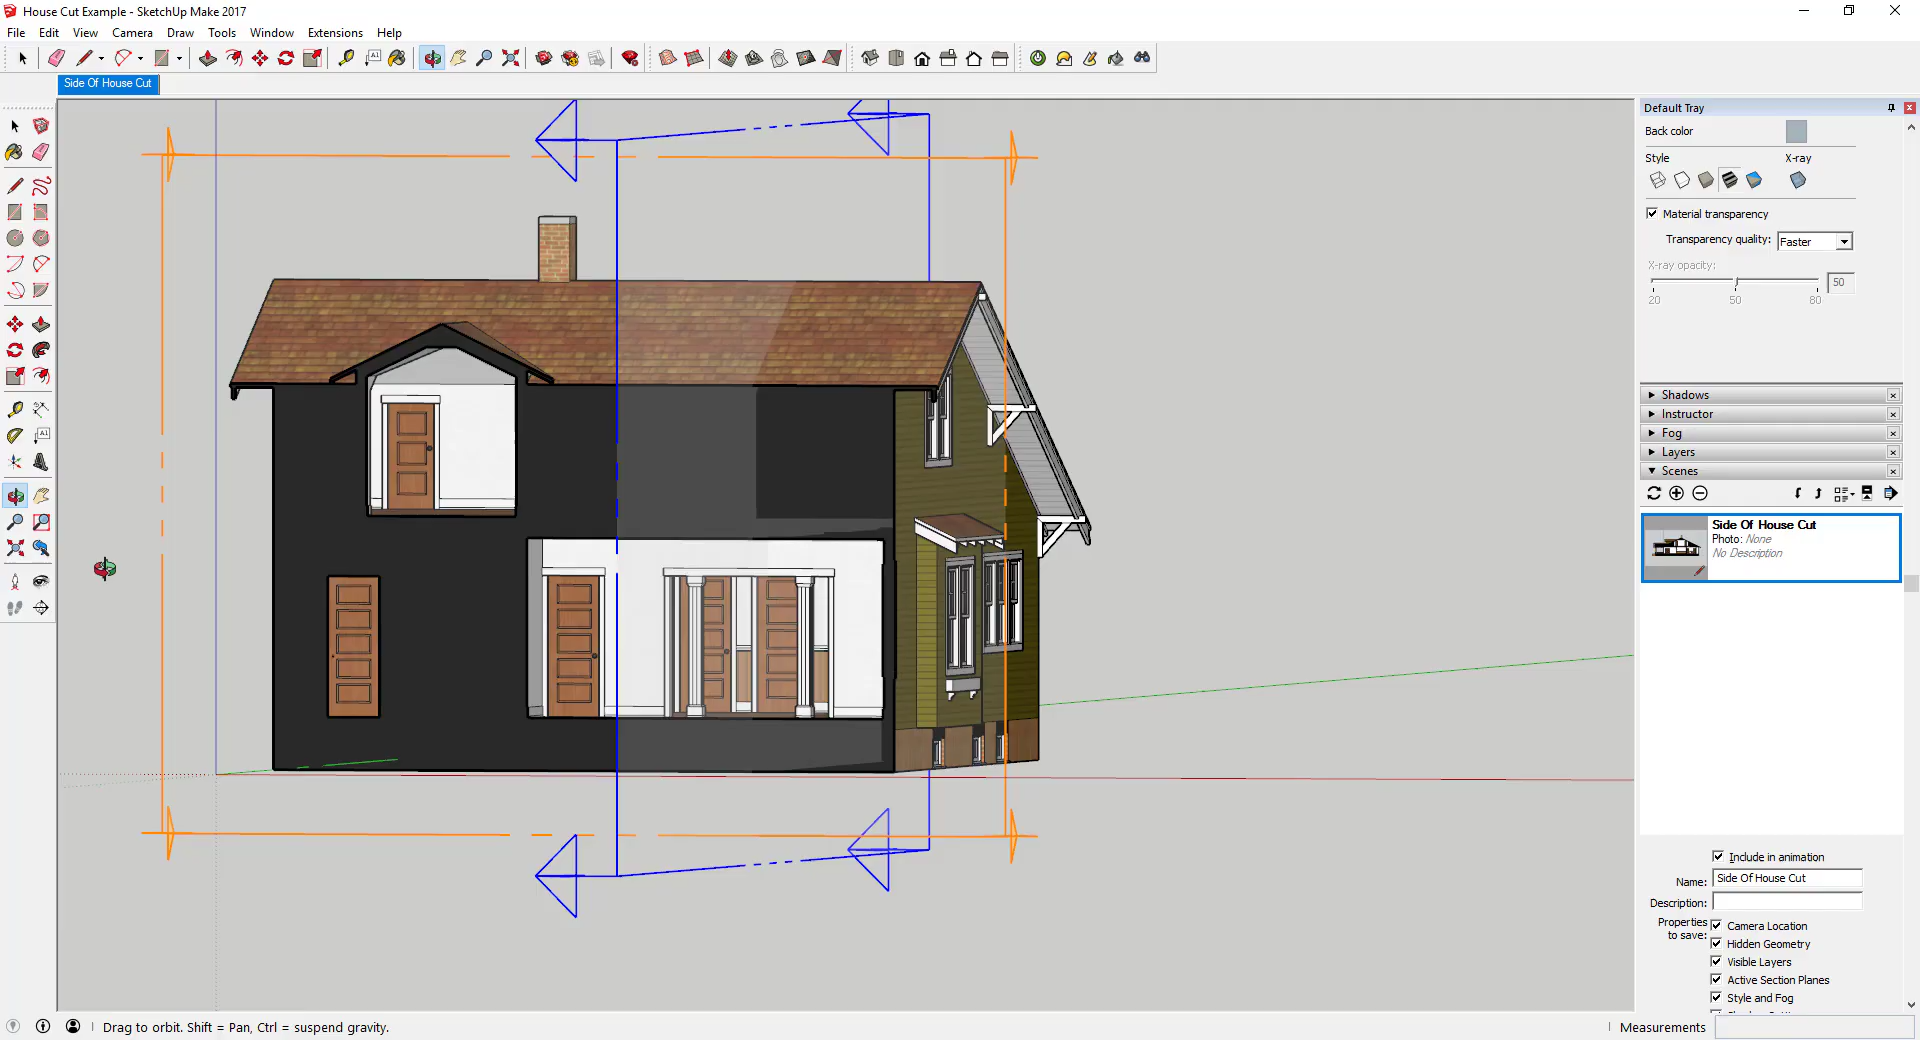 House Cut Example - SketchUp Make 2017
File Edit View Camera Draw Tools Window Extensions Help
A1
Side Of House Cut
A1
Default Tray
Back color
Style X-ray
Material transparency
Transparency quality: Faster
X-ray opacity:
50
20 50 80
Shadows
Instructor
Fog
Layers
Scenes
Side Of House Cut
Photo: None
No Description
Include in animation
Name: Side Of House Cut
Description:
Properties to save:
Camera Location
Hidden Geometry
Visible Layers
Active Section Planes
Style and Fog
Drag to orbit. Shift = Pan, Ctrl = suspend gravity.
Measurements